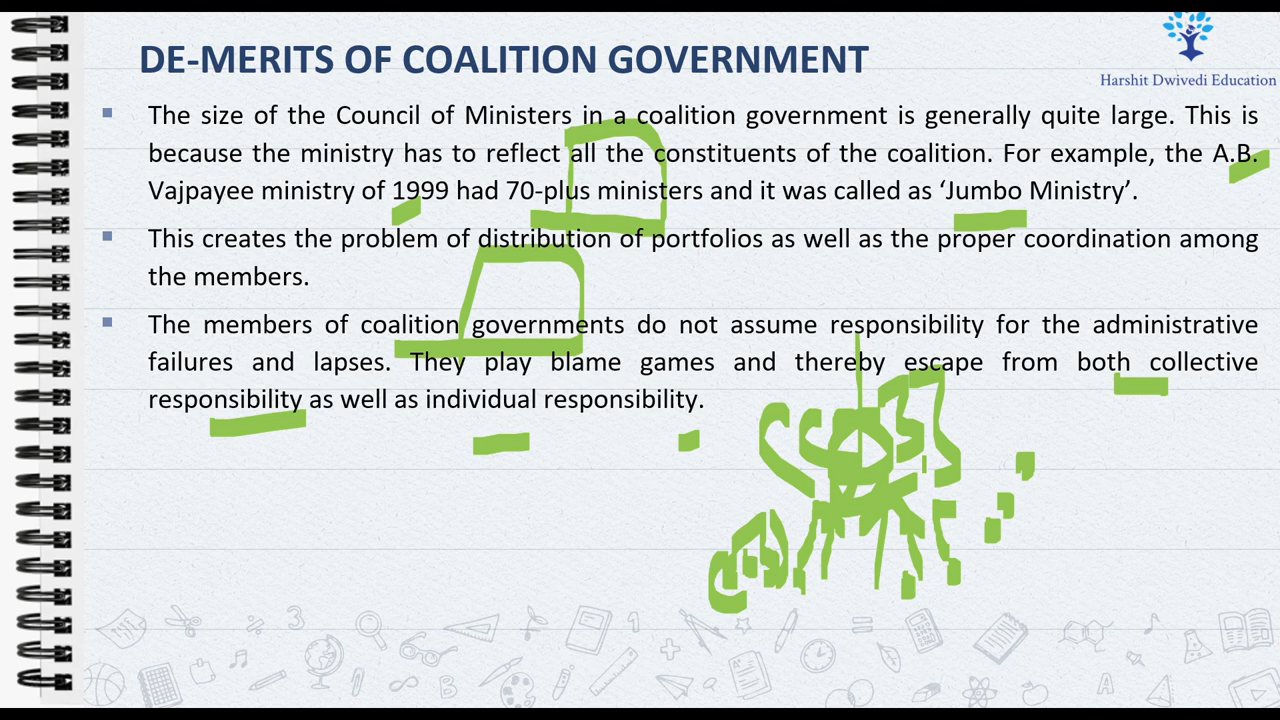 DE-MERITS OF COALITION GOVERNMENT
Harshit Dwivedi Education
The size of the Council of Ministers in a coalition government is generally quite large. This is
because the ministry has to reflect all the constituents of the coalition. For example, the A.B.
Vajpayee ministry of 1999 had 70-plus ministers and it was called as ‘Jumbo Ministry’.
This creates the problem of distribution of portfolios as well as the proper coordination among
the members.
The members of coalition governments do not assume responsibility for the administrative
failures and lapses. They play blame games and thereby escape from both collective
responsibility as well as individual responsibility.